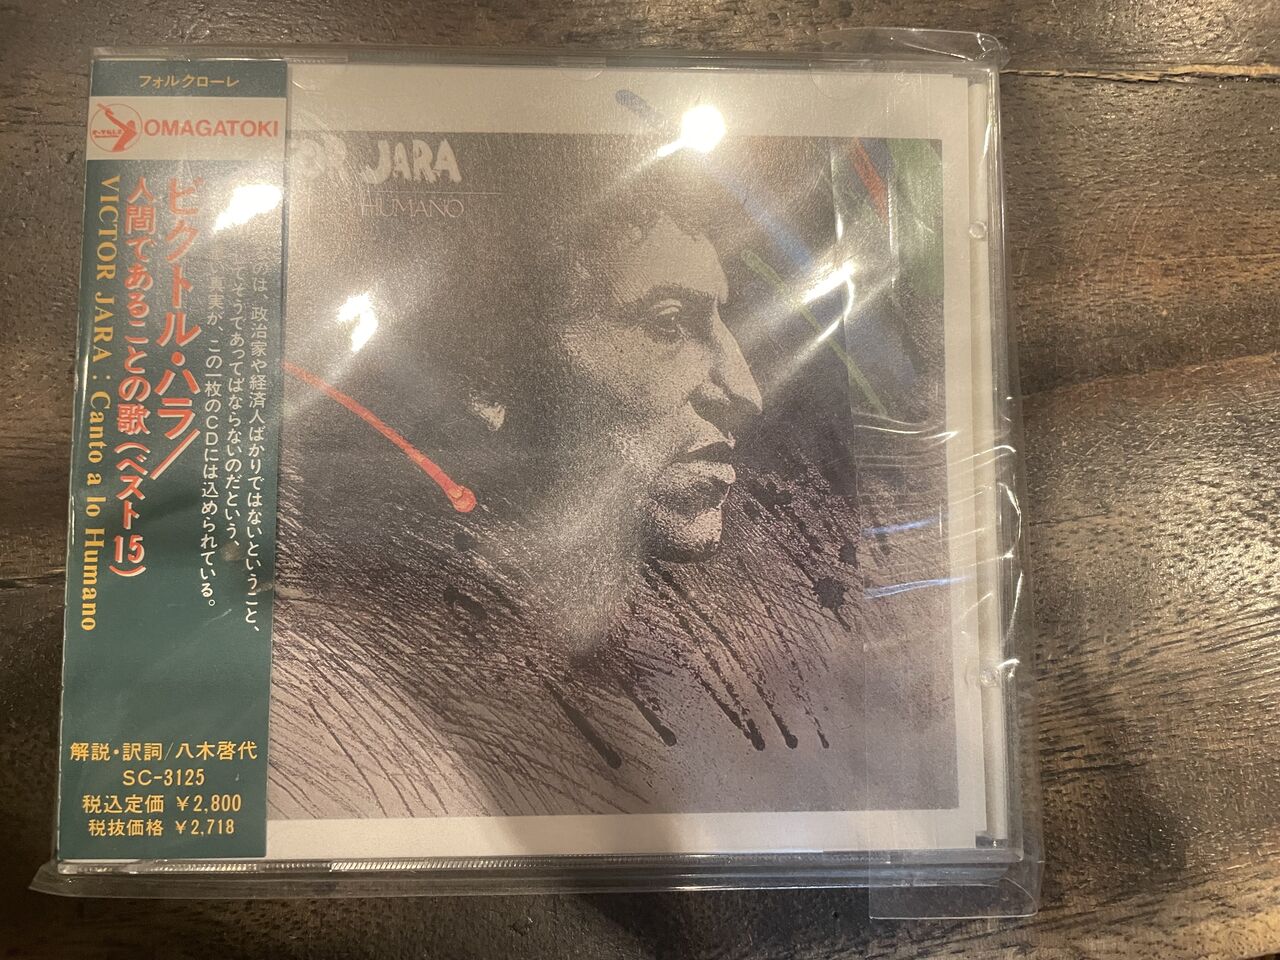 フォルクローレ
OMAGATOKI
ビクトル・ハラ/
人間であることの歌(ベスト15)
VICTOR JARA : Canto a lo Humano
は、政治家や経済人ばかりではないということ、
でそうであってはならないのだという、
真実が、この一枚のCDには込められている。
解説・訳詞/八木啓代
SC-3125
税込定価 ¥2,800
税抜価格 ¥2,718
TOR JARA
HUMANO